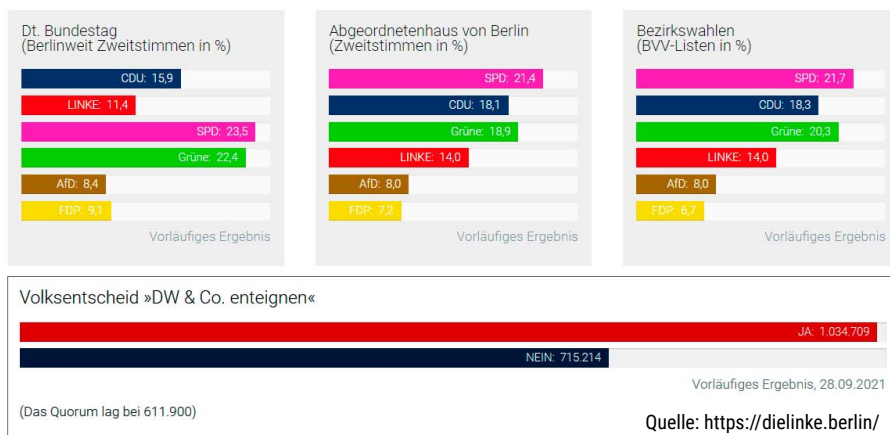 Dt. Bundestag
(Berlinweit Zweitstimmen in %)
CDU: 15,9
LINKE: 11,4
SPD: 23,5
Grüne: 22,4
AfD: 8,4
FDP: 9,1
Vorläufiges Ergebnis
Abgeordnetenhaus von Berlin
(Zweitstimmen in %)
SPD: 21,4
CDU: 18,1
Grüne: 18,9
LINKE: 14,0
AfD: 8,0
FDP: 7,2
Vorläufiges Ergebnis
Bezirkswahlen
(BVV-Listen in %)
SPD: 21,7
CDU: 18,3
Grüne: 20,3
LINKE: 14,0
AfD: 8,0
FDP: 6,7
Vorläufiges Ergebnis
Volksentscheid »DW & Co. enteignen«
JA: 1.034.709
NEIN: 715.214
Vorläufiges Ergebnis, 28.09.2021
(Das Quorum lag bei 611.900)
Quelle: https://dielinke.berlin/